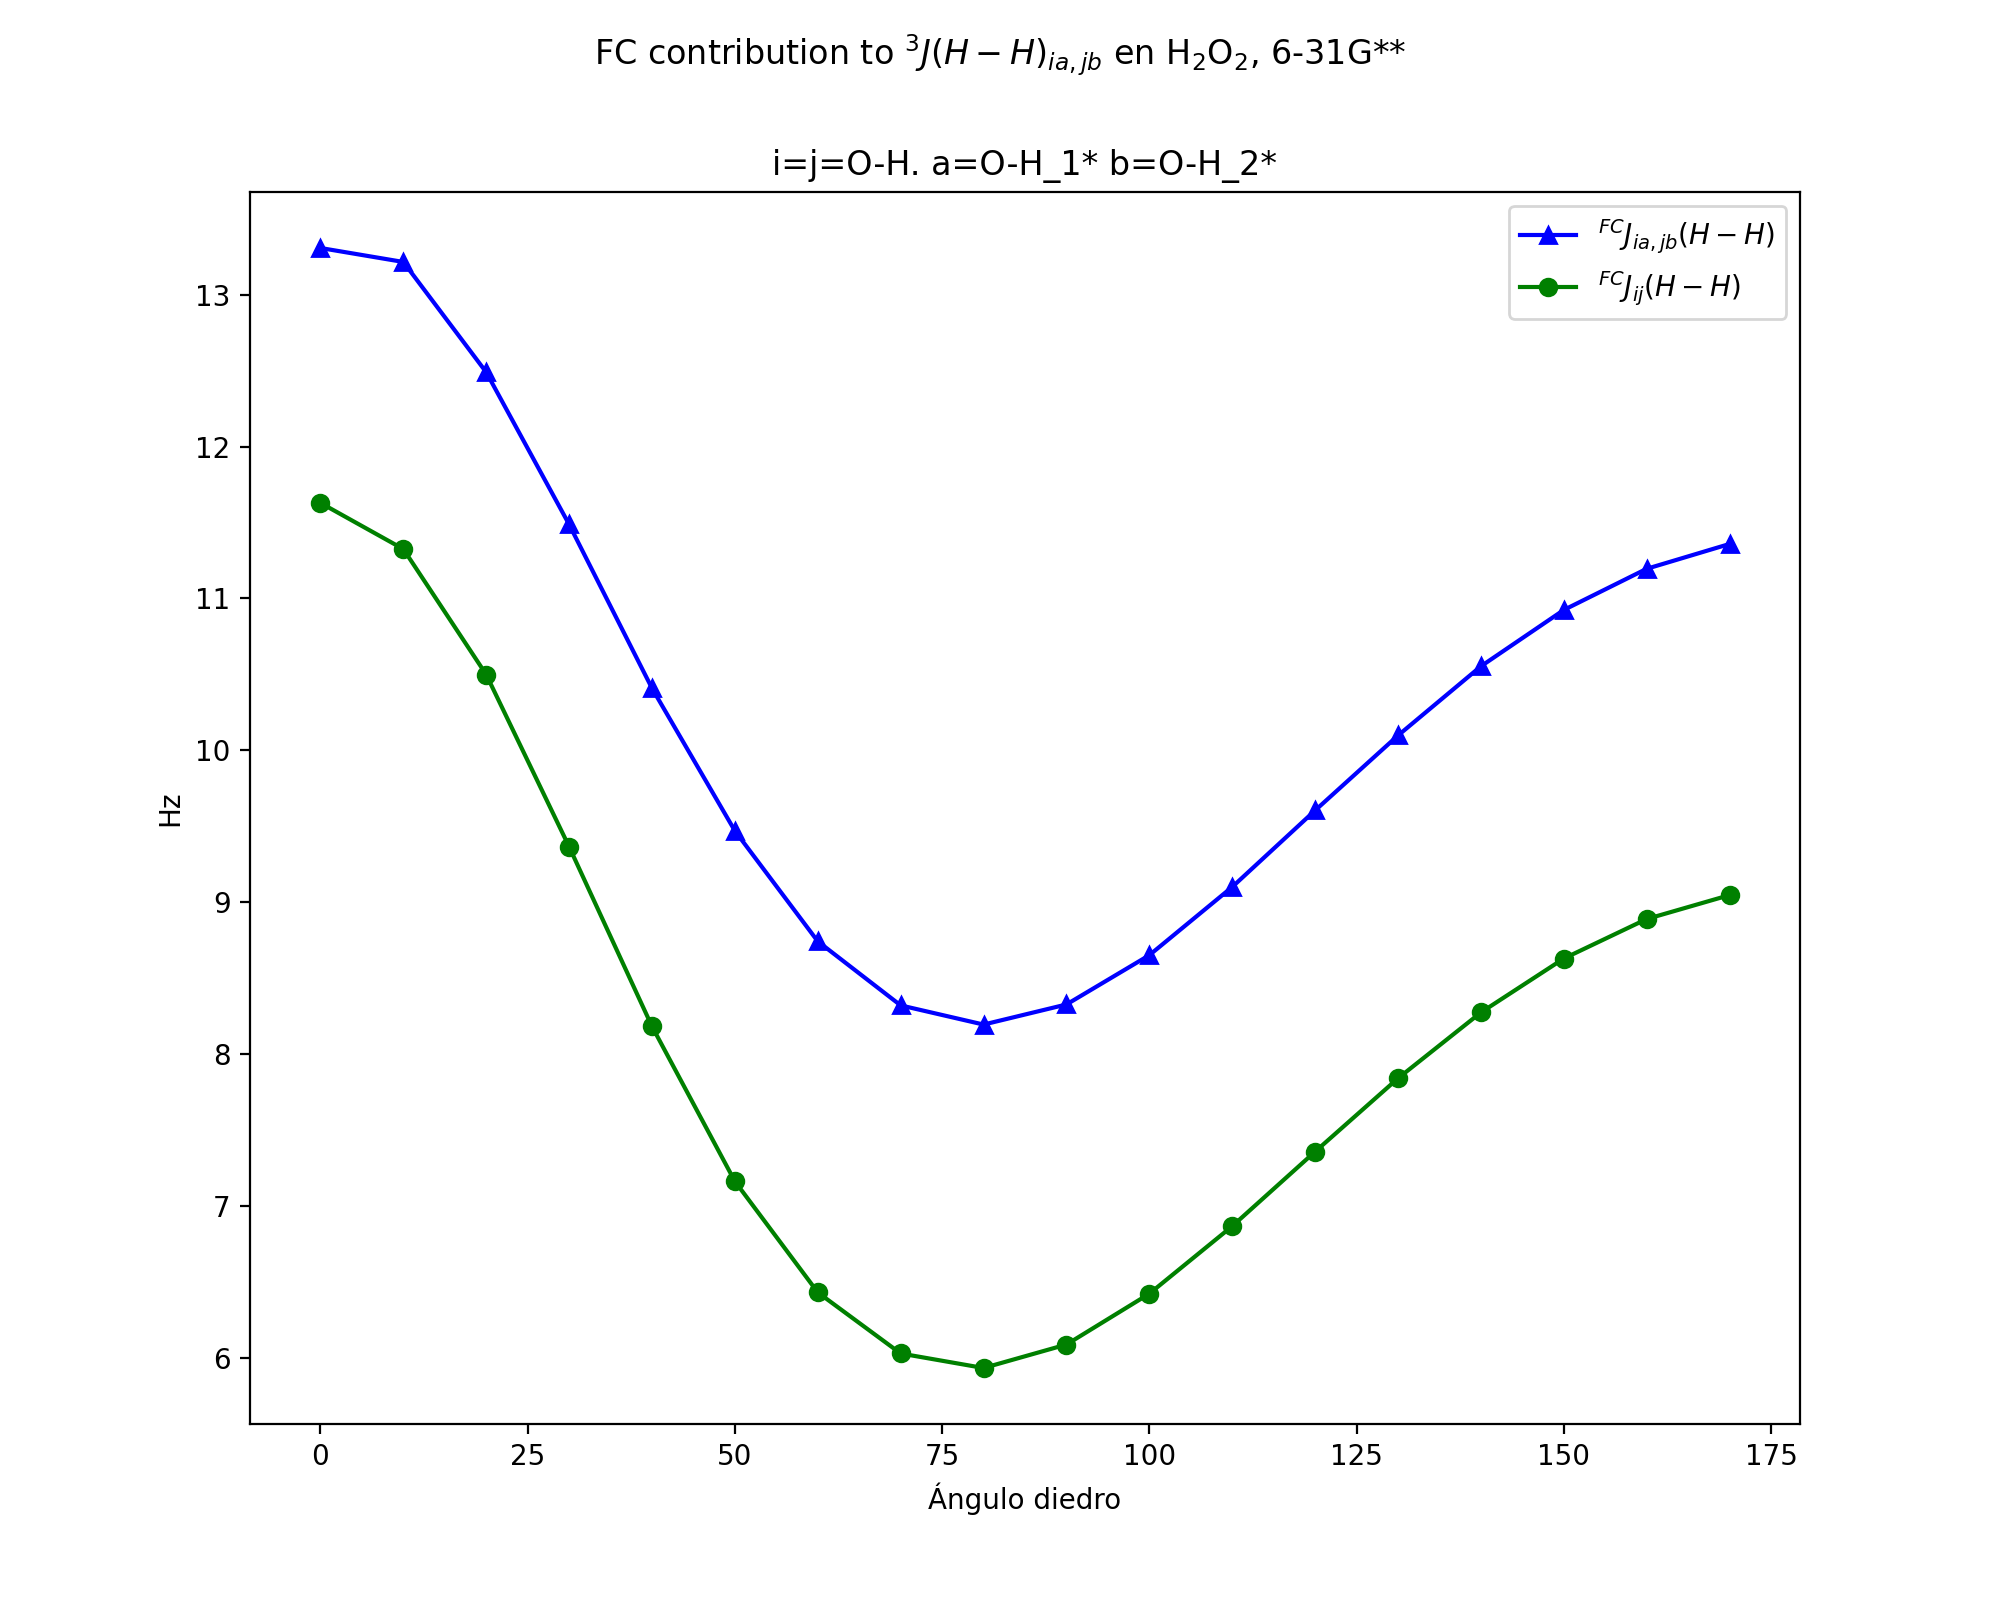 FC contribution to ³J(H − H)ia,jb en H₂O₂, 6-31G**
i=j=O-H. a=O-H_1* b=O-H_2*
FCJia,jb(H − H)
FCJij(H − H)
13
12
11
10
9
8
7
6
Hz
0 25 50 75 100 125 150 175
Ángulo diedro